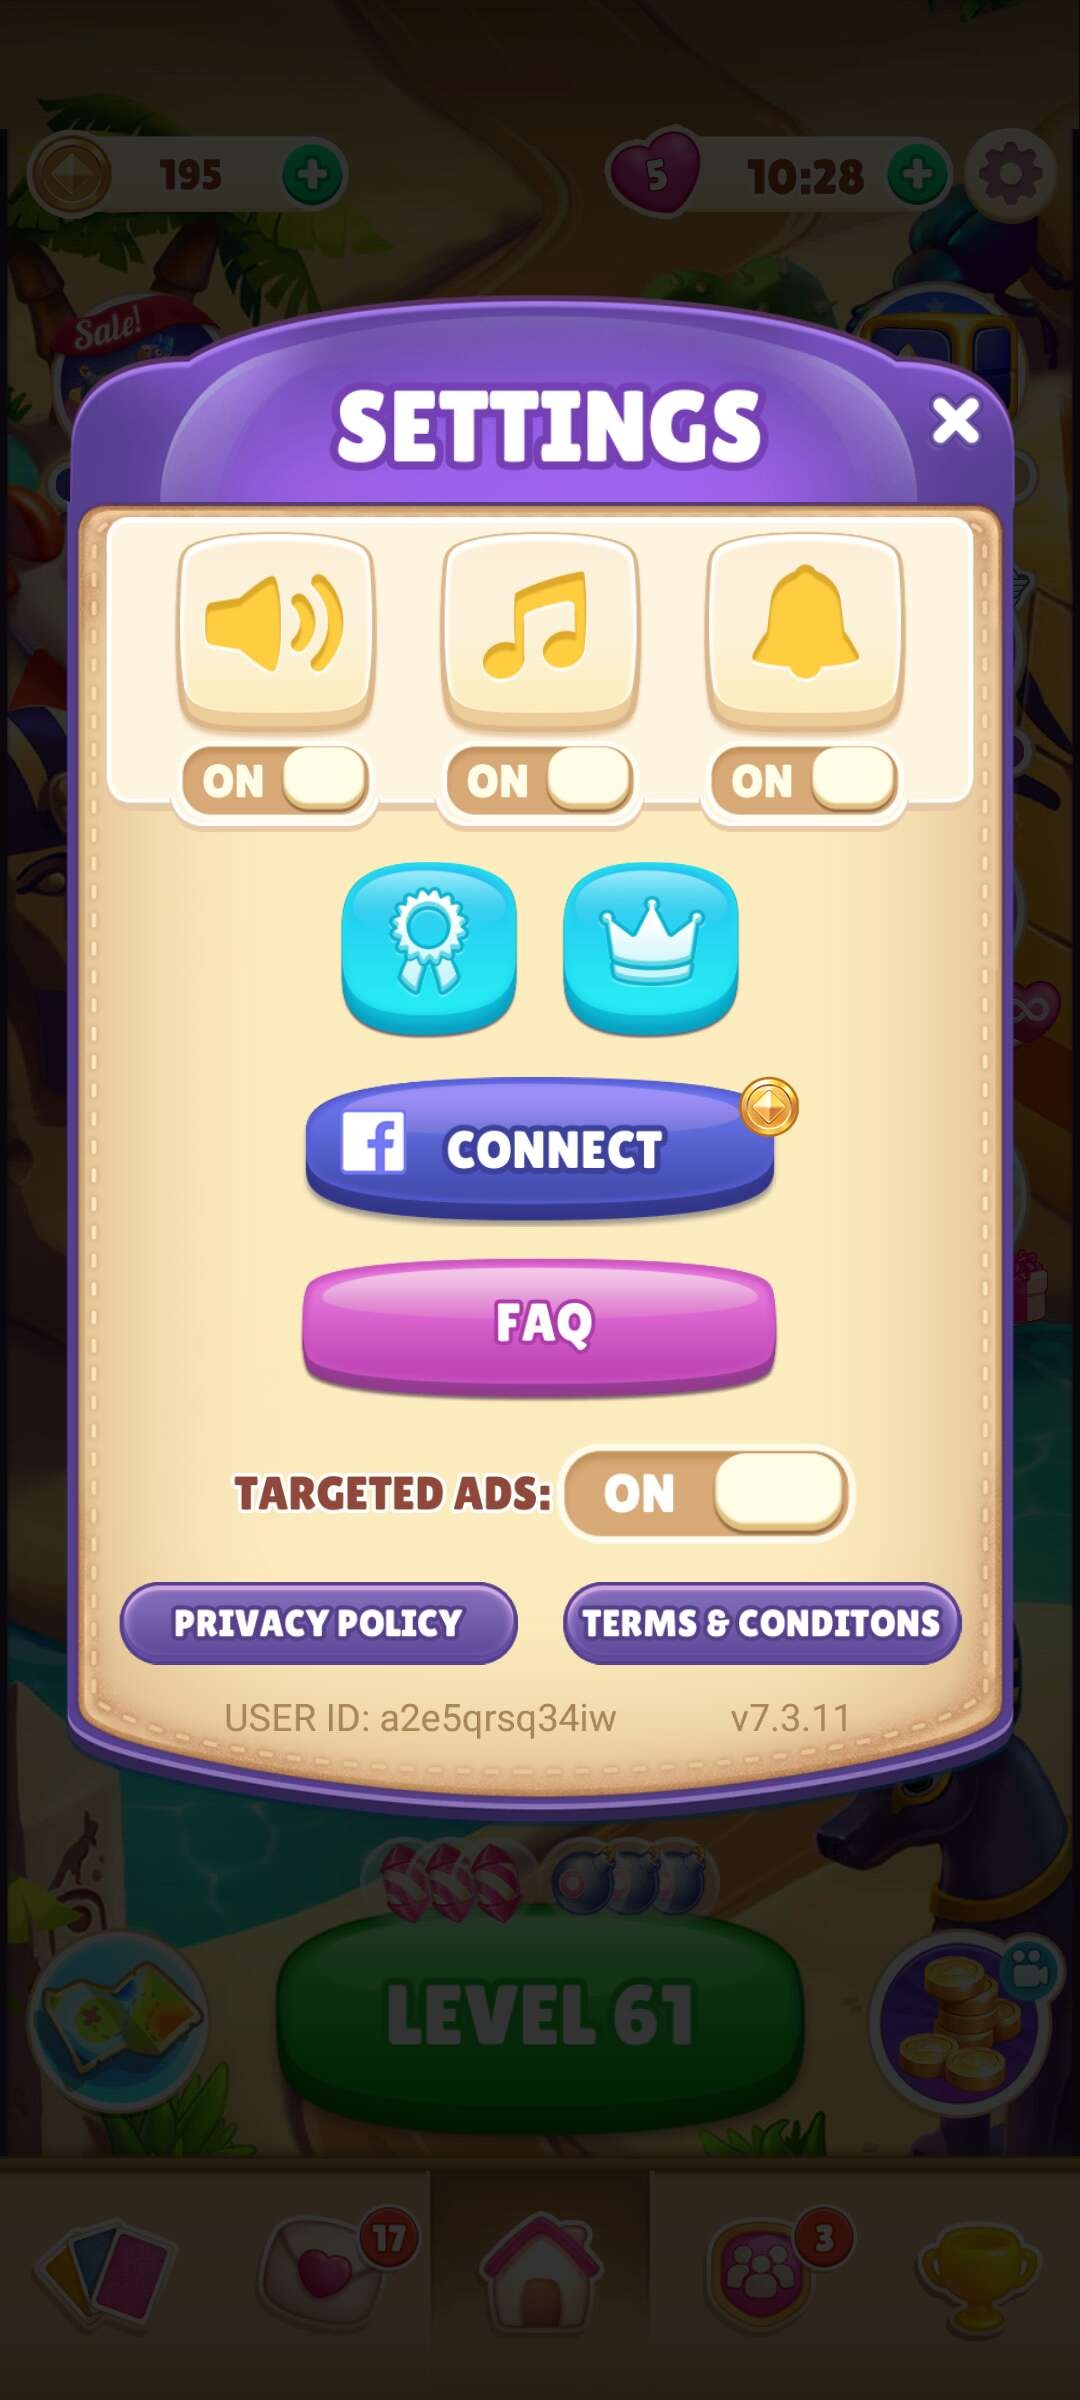 195
5
10:28
Sale!
SETTINGS
ON
ON
ON
CONNECT
FAQ
TARGETED ADS:
ON
PRIVACY POLICY
TERMS & CONDITONS
USER ID: a2e5qrsq34iw
v7.3.11
LEVEL 61
17
3